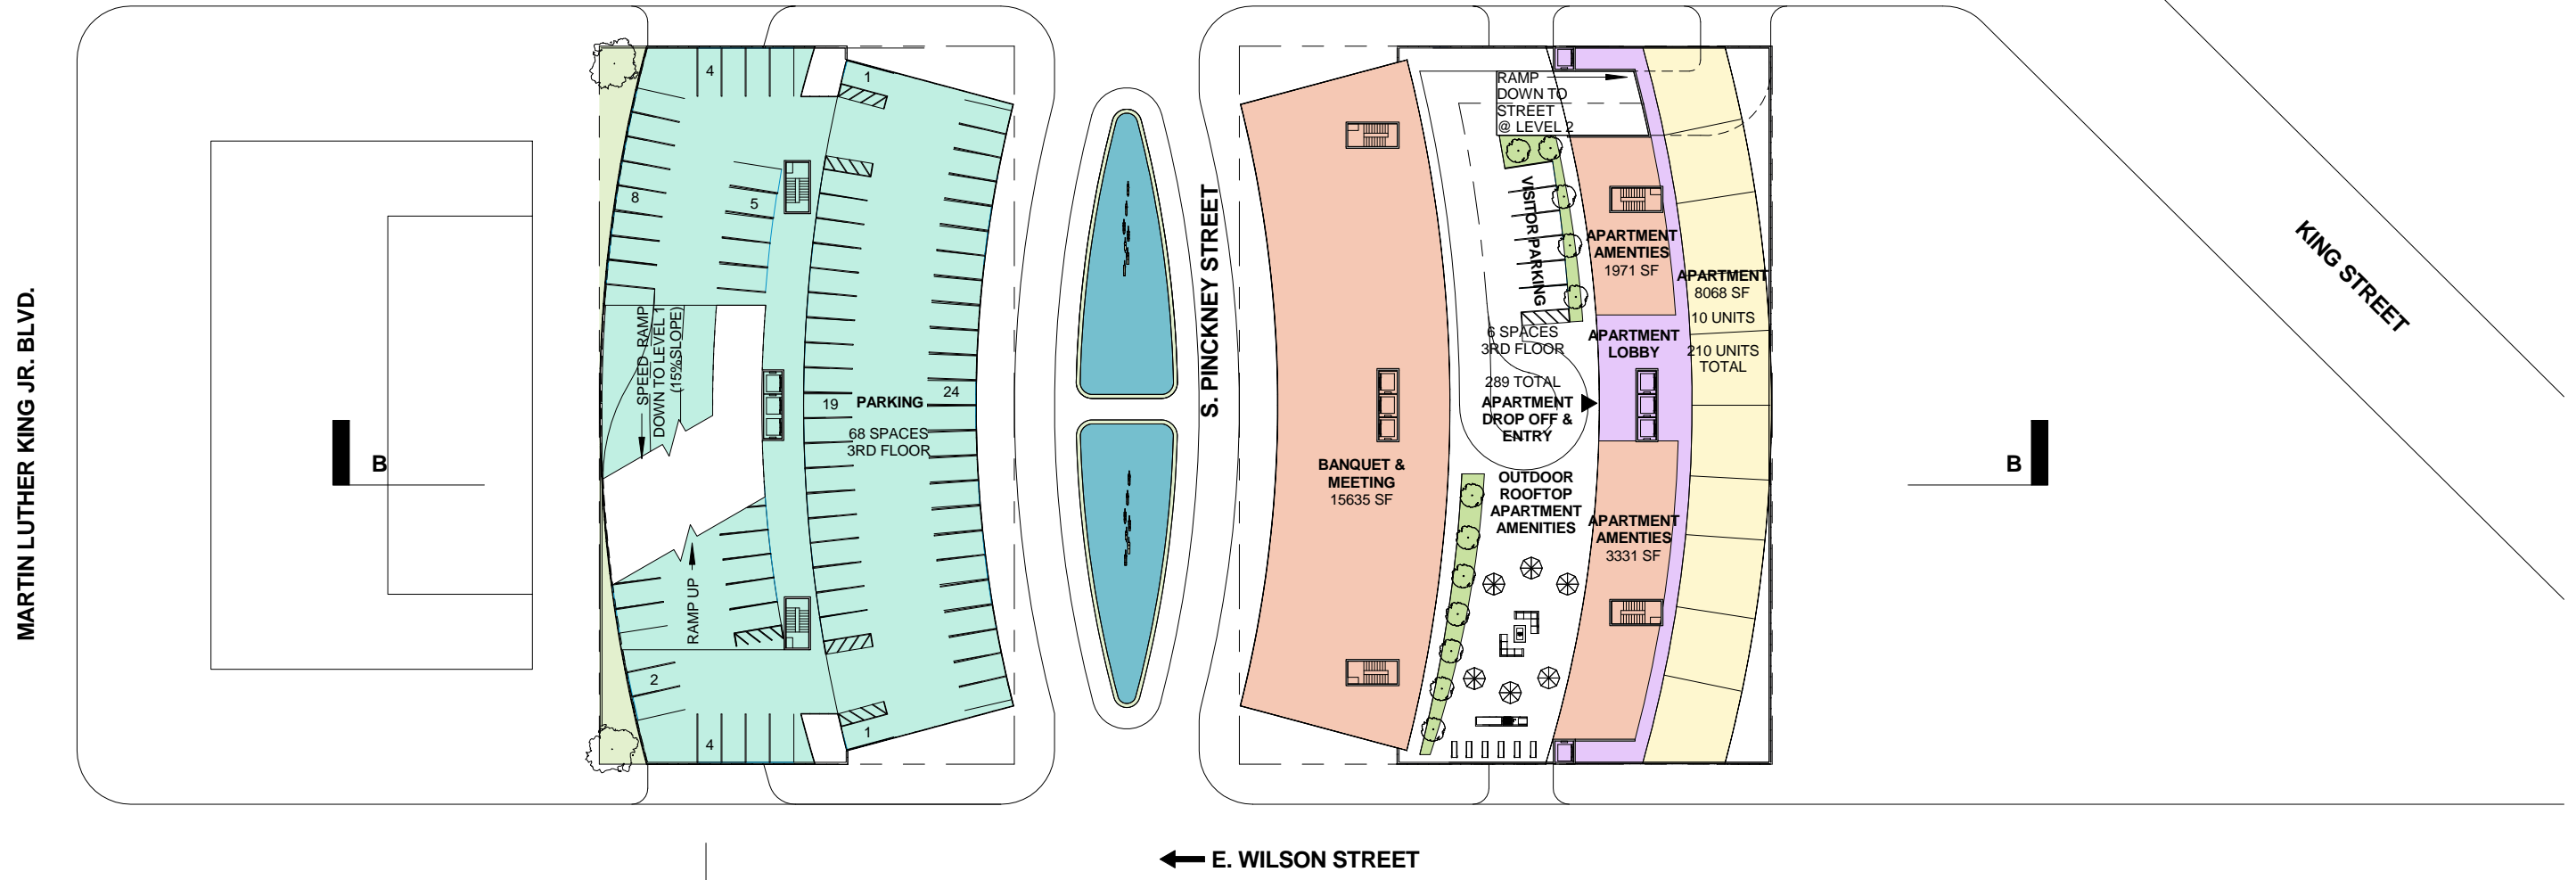 MARTIN LUTHER KING JR. BLVD.
B
4
1
8
5
SPEED RAMP
DOWN TO LEVEL 1
(15%SLOPE)
19
PARKING
24
68 SPACES
3RD FLOOR
RAMP UP
2
4
1
S. PINCKNEY STREET
BANQUET &
MEETING
15635 SF
RAMP
DOWN TO
STREET
@ LEVEL 2
VISITOR PARKING
6 SPACES
3RD FLOOR
289 TOTAL
APARTMENT
DROP OFF &
ENTRY
OUTDOOR
ROOFTOP
APARTMENT
AMENITIES
APARTMENT
AMENTIES
1971 SF
APARTMENT
LOBBY
APARTMENT
AMENTIES
3331 SF
APARTMENT
8068 SF
10 UNITS
210 UNITS
TOTAL
B
KING STREET
E. WILSON STREET